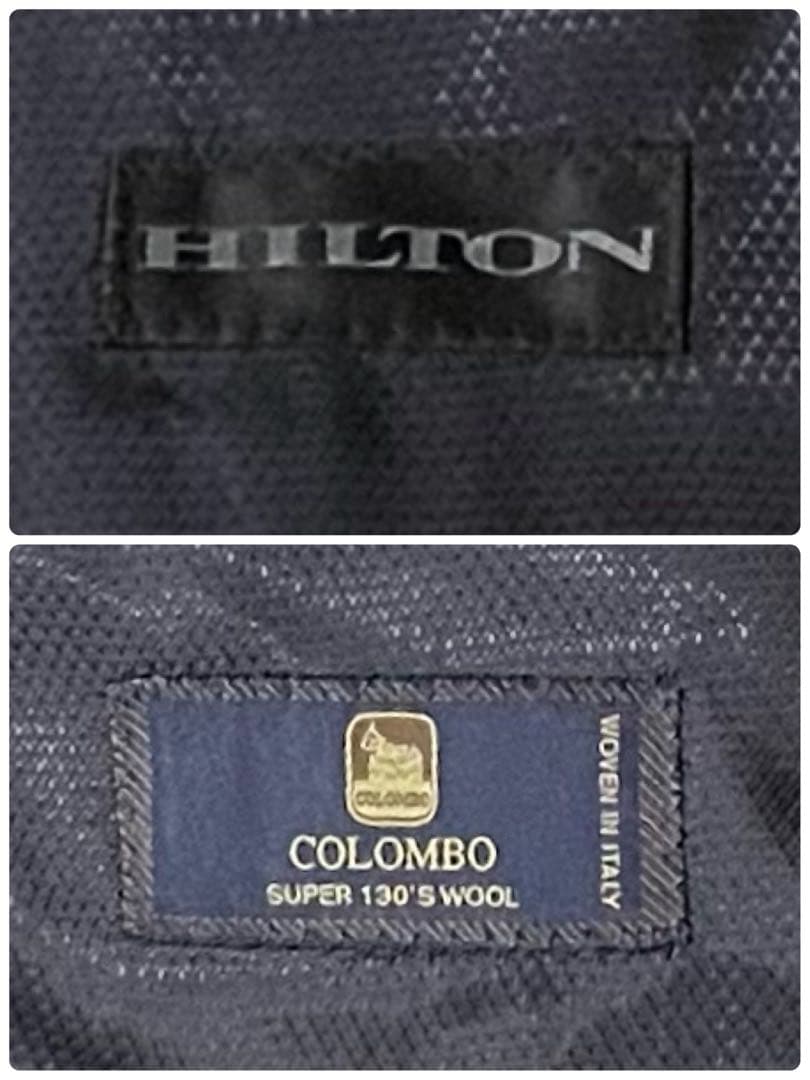 HILTON
COLOMBO
COLOMBO
SUPER 130'S WOOL
WOVEN IN ITALY